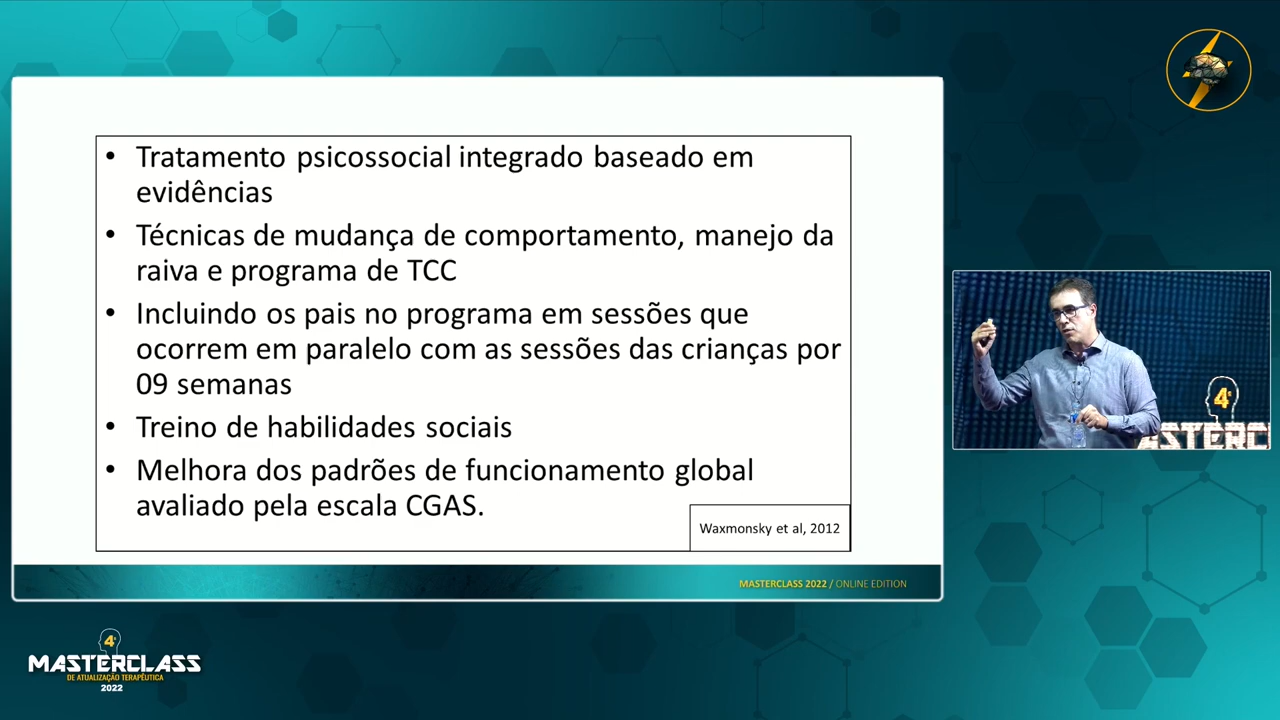 • Tratamento psicossocial integrado baseado em
evidências
• Técnicas de mudança de comportamento, manejo da
raiva e programa de TCC
• Incluindo os pais no programa em sessões que
ocorrem em paralelo com as sessões das crianças por
09 semanas
• Treino de habilidades sociais
• Melhora dos padrões de funcionamento global
avaliado pela escala CGAS.
Waxmonsky et al, 2012
MASTERCLASS 2022 / ONLINE EDITION
4ª
ASTERC
4ª
MASTERCLASS
DE ATUALIZAÇÃO TERAPÊUTICA
2022